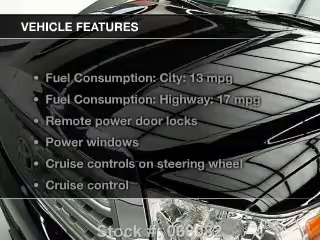 VEHICLE FEATURES
• Fuel Consumption: City: 13 mpg
• Fuel Consumption: Highway: 17 mpg
• Remote power door locks
• Power windows
• Cruise controls on steering wheel
• Cruise control
Stock #: